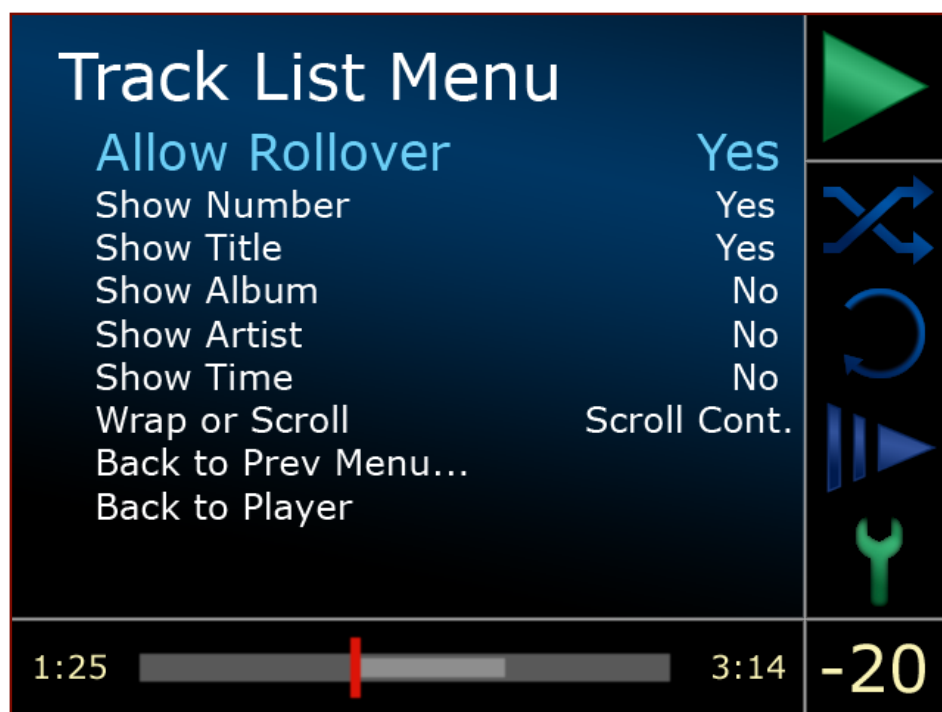 Track List Menu
Allow Rollover Yes
Show Number Yes
Show Title Yes
Show Album No
Show Artist No
Show Time No
Wrap or Scroll Scroll Cont.
Back to Prev Menu...
Back to Player
1:25 3:14 -20